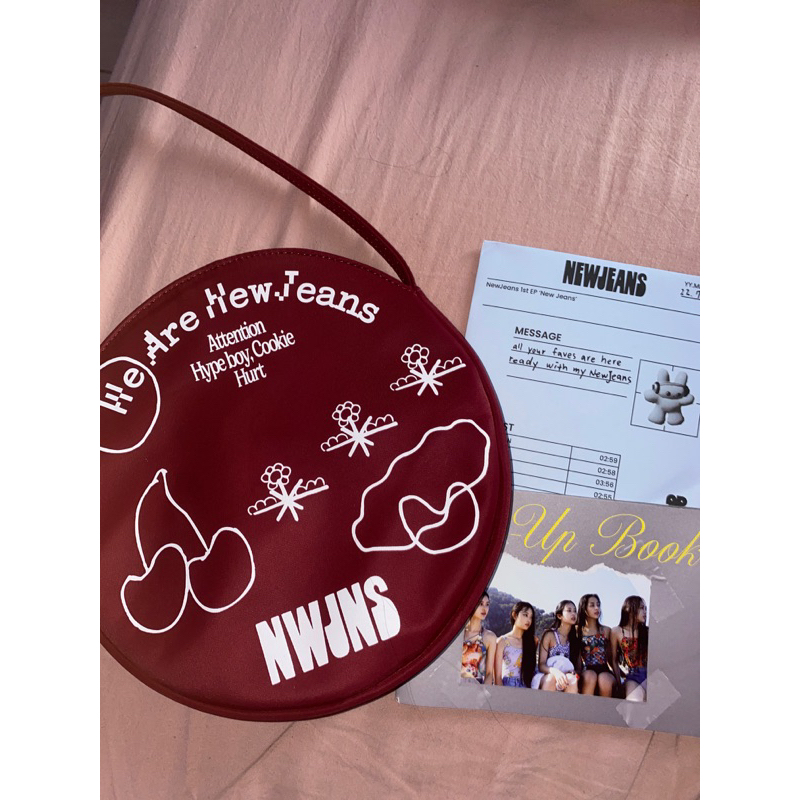 We Are New Jeans
Attention
Hype boy, Cookie
Hurt
NWJNS
NEWJEANS
NewJeans 1st EP 'New Jeans'
MESSAGE
all your faves are here
ready with my NewJeans
02:59
02:58
03:56
02:55
Up Book